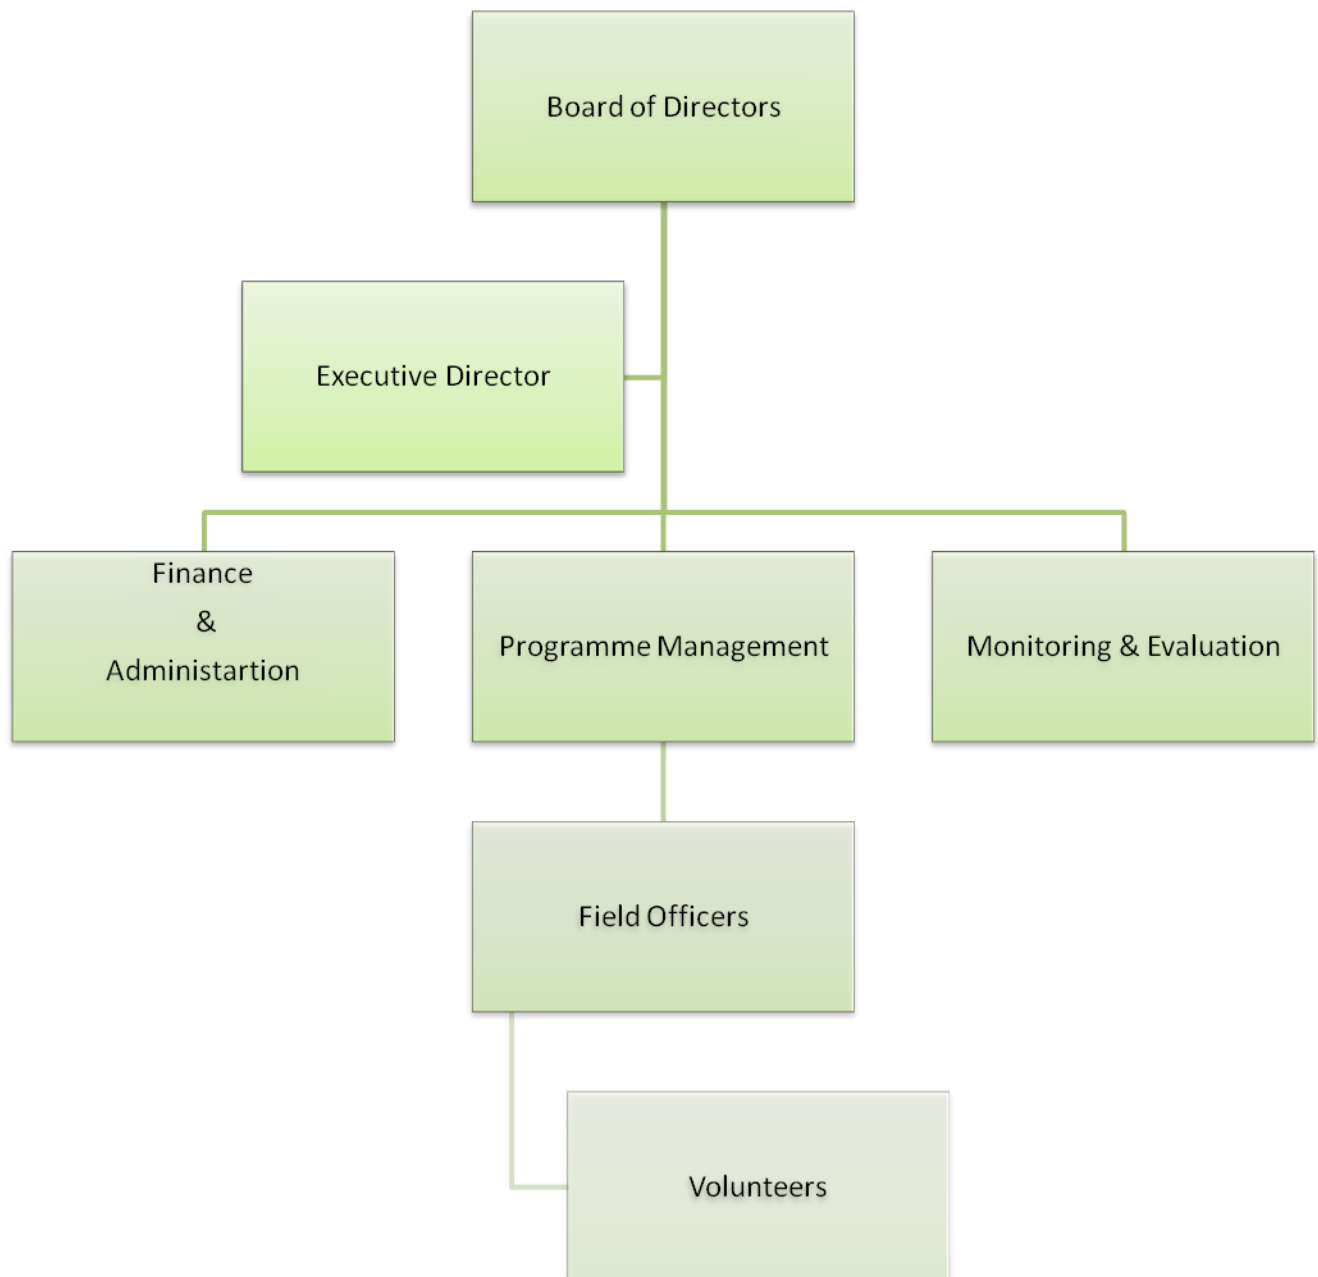 Board of Directors
Executive Director
Finance
&
Administartion
Programme Management
Monitoring & Evaluation
Field Officers
Volunteers